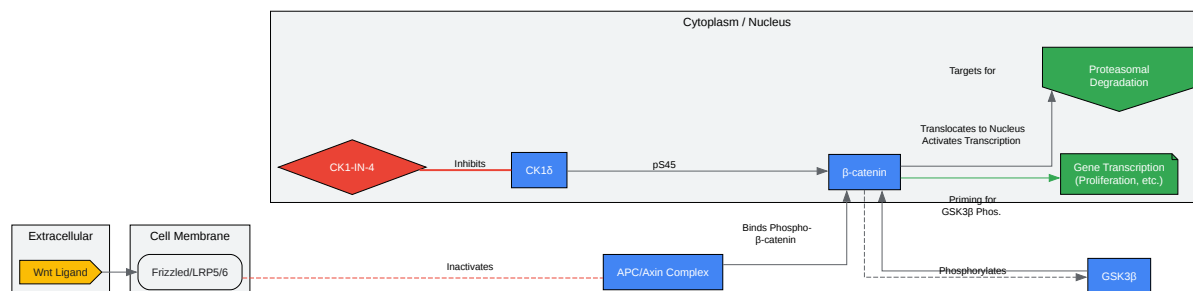 Cytoplasm / Nucleus
Targets for
Proteasomal
Degradation
Translocates to Nucleus
Activates Transcription
CK1-IN-4
Inhibits
CK1δ
pS45
β-catenin
Gene Transcription
(Proliferation, etc.)
Priming for
GSK3β Phos.
Extracellular
Cell Membrane
Binds Phospho-
β-catenin
Wnt Ligand
Frizzled/LRP5/6
Inactivates
APC/Axin Complex
Phosphorylates
GSK3β